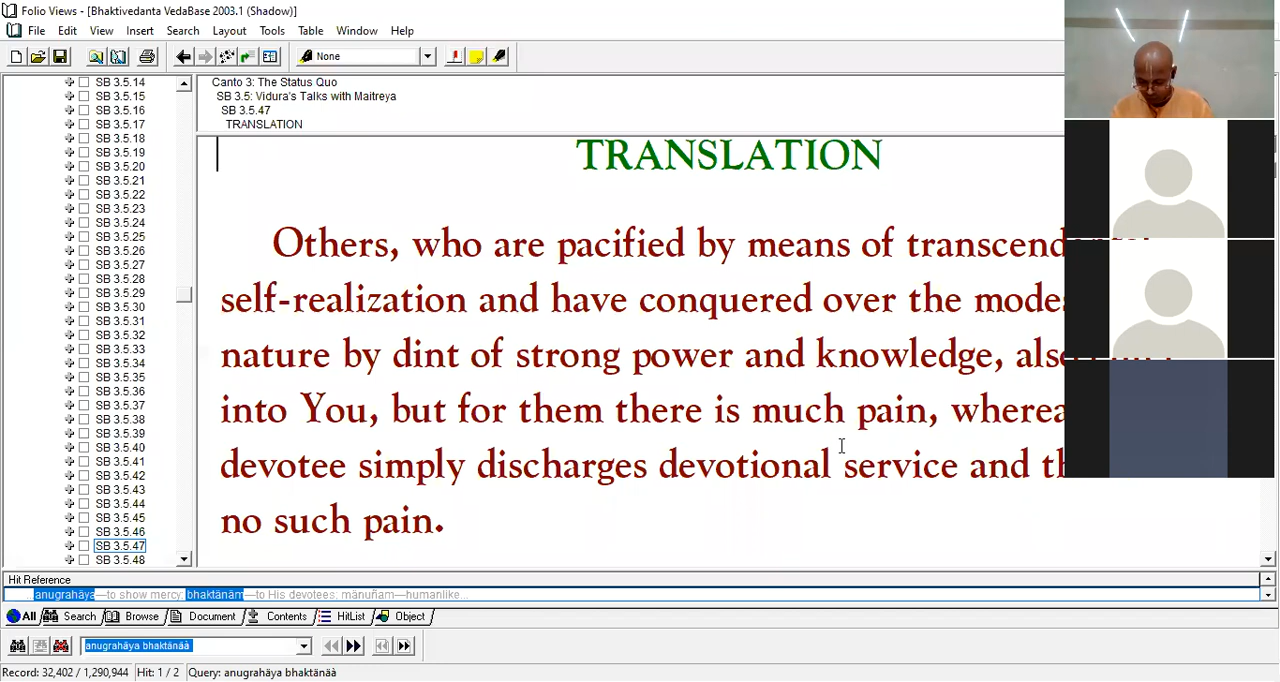 Folio Views - [Bhaktivedanta VedaBase 2003.1 (Shadow)]
File Edit View Insert Search Layout Tools Table Window Help
None
SB 3.5.14
SB 3.5.15
SB 3.5.16
SB 3.5.17
SB 3.5.18
SB 3.5.19
SB 3.5.20
SB 3.5.21
SB 3.5.22
SB 3.5.23
SB 3.5.24
SB 3.5.25
SB 3.5.26
SB 3.5.27
SB 3.5.28
SB 3.5.29
SB 3.5.30
SB 3.5.31
SB 3.5.32
SB 3.5.33
SB 3.5.34
SB 3.5.35
SB 3.5.36
SB 3.5.37
SB 3.5.38
SB 3.5.39
SB 3.5.40
SB 3.5.41
SB 3.5.42
SB 3.5.43
SB 3.5.44
SB 3.5.45
SB 3.5.46
SB 3.5.47
SB 3.5.48
Canto 3: The Status Quo
SB 3.5: Vidura's Talks with Maitreya
SB 3.5.47
TRANSLATION
TRANSLATION
Others, who are pacified by means of
self-realization and have conquered over the modes
nature by dint of strong power and knowledge, also
into You, but for them there is much pain,
devotee simply discharges devotional service and
no such pain.
Hit Reference
...anugrahäya—to show mercy; bhaktänäm—to His devotees; mänuñam—humanlike...
All Search Browse Document Contents HitList Object
anugrahäya bhaktänäà
Record: 32,402 / 1,290,944 Hit: 1 / 2 Query: anugrahäya bhaktänäà